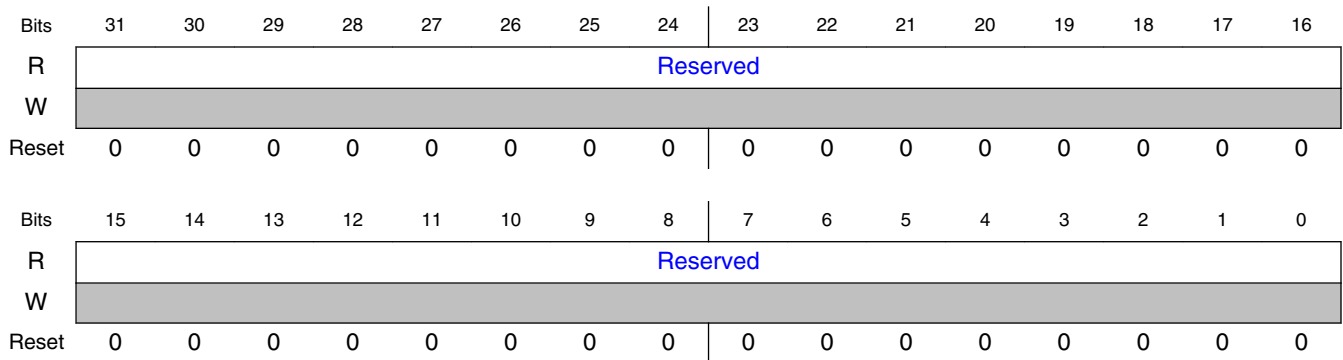 Bits 31 30 29 28 27 26 25 24 23 22 21 20 19 18 17 16
R Reserved
W
Reset 0 0 0 0 0 0 0 0 0 0 0 0 0 0 0 0
Bits 15 14 13 12 11 10 9 8 7 6 5 4 3 2 1 0
R Reserved
W
Reset 0 0 0 0 0 0 0 0 0 0 0 0 0 0 0 0